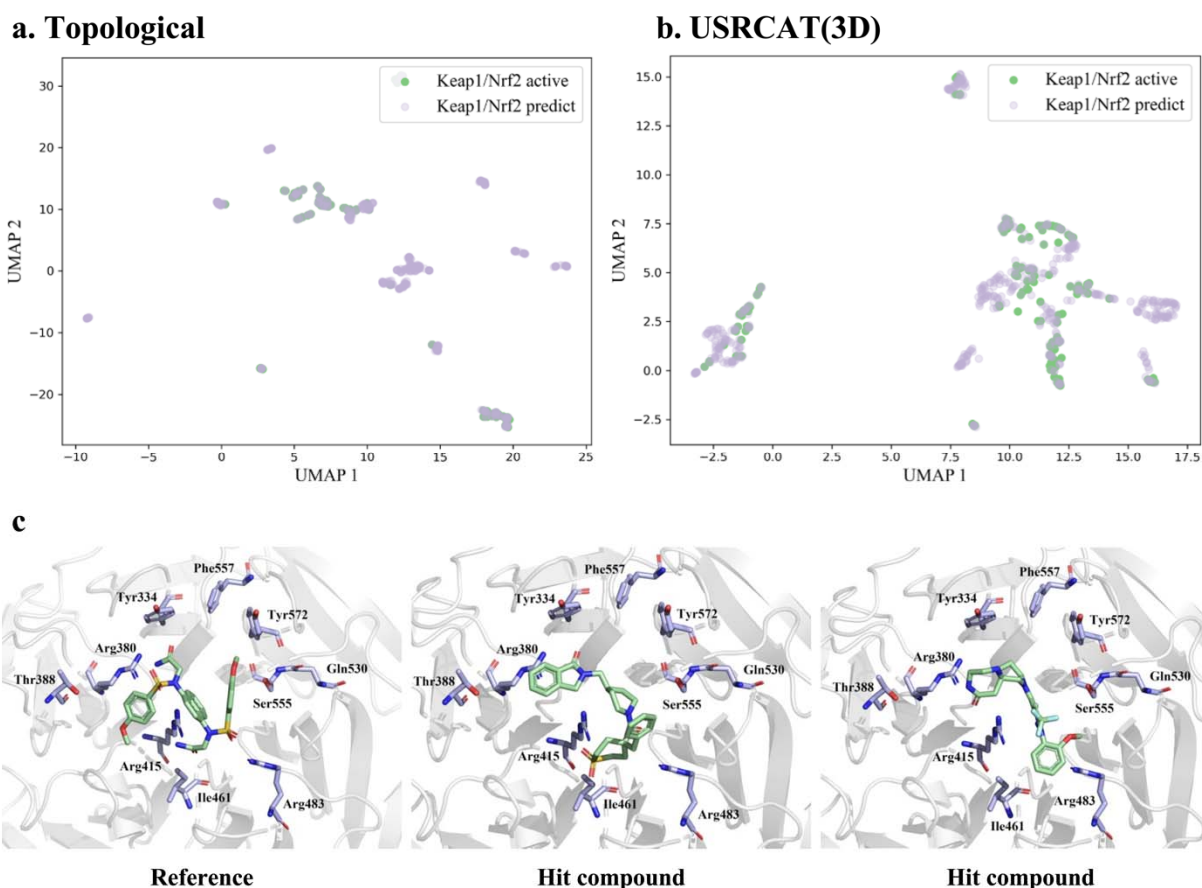 a. Topological
b. USRCAT(3D)
Keap1/Nrf2 active
Keap1/Nrf2 predict
30
20
10
0
−10
−20
UMAP 2
−10
−5
0
5
10
15
20
25
UMAP 1
Keap1/Nrf2 active
Keap1/Nrf2 predict
15.0
12.5
10.0
7.5
5.0
2.5
0.0
−2.5
UMAP 2
−2.5
0.0
2.5
5.0
7.5
10.0
12.5
15.0
17.5
UMAP 1
c
Phe557
Tyr334
Tyr572
Arg380
Thr388
Gln530
Ser555
Arg415
Ile461
Arg483
Reference
Phe557
Tyr334
Tyr572
Arg380
Thr388
Gln530
Ser555
Arg415
Ile461
Arg483
Hit compound
Phe557
Tyr334
Tyr572
Arg380
Thr388
Gln530
Ser555
Arg415
Arg483
Ile461
Hit compound